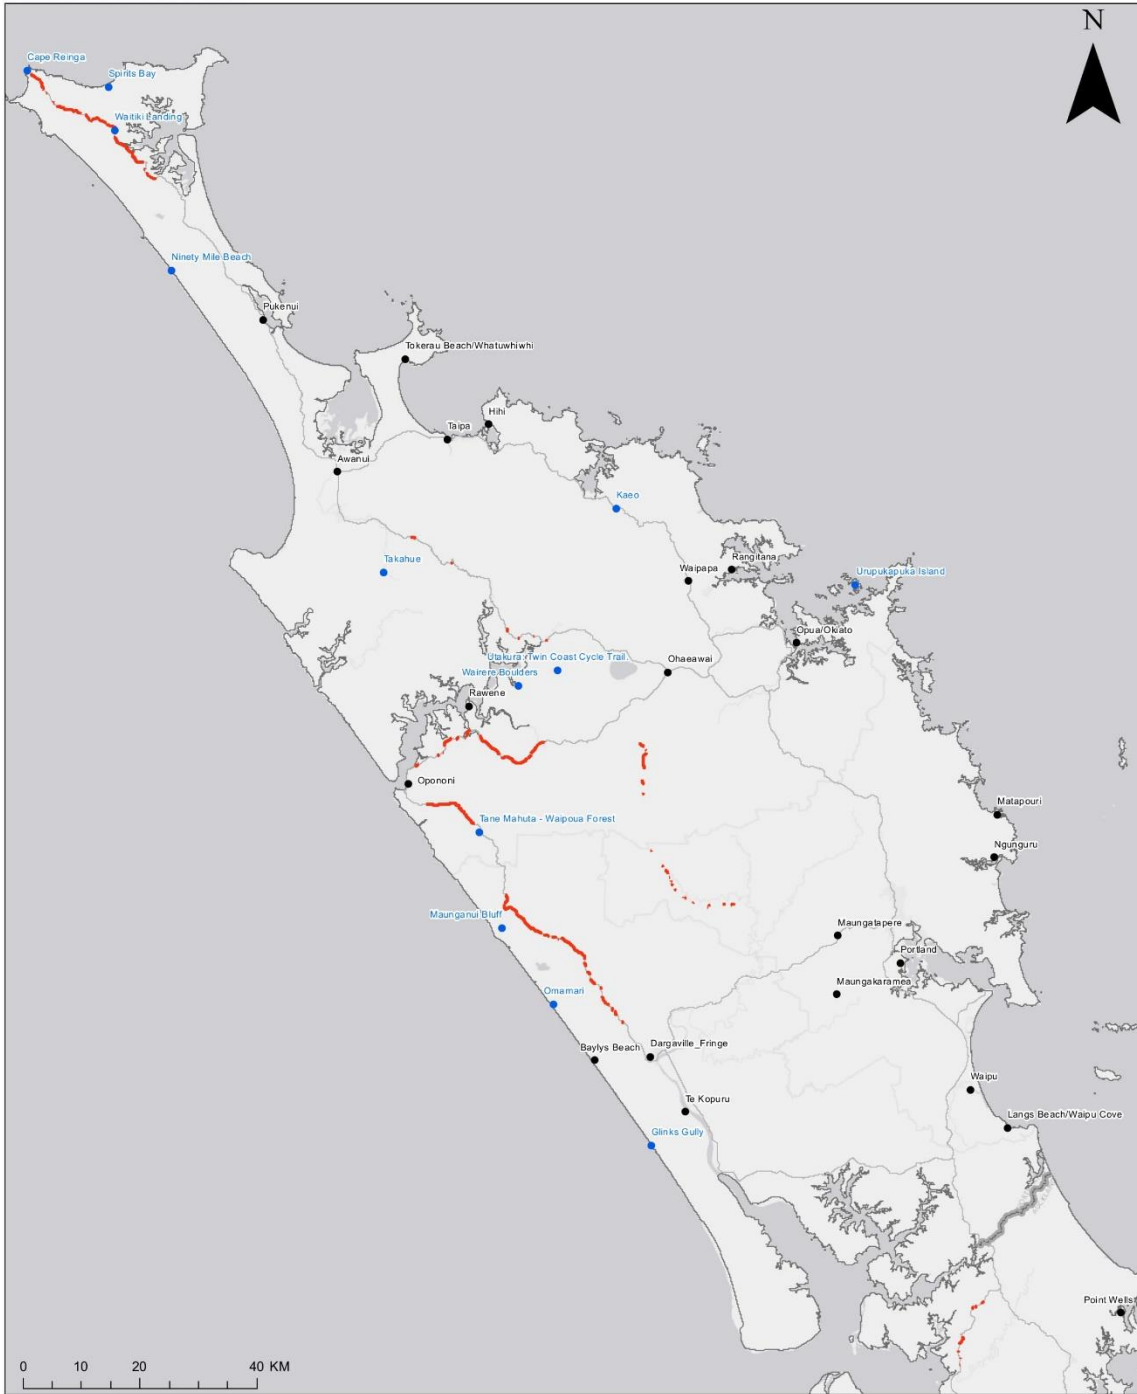 N
Cape Reinga
Spirits Bay
Waitiki Landing
Ninety Mile Beach
Pukenui
Tokerau Beach/Whatuwhiwhi
Hihi
Taipa
Awanui
Kaeo
Takahue
Rangitana
Waipapa
Urupukapuka Island
Opua/Okiato
Utakura, Twin Coast Cycle Trail.
Ohaeawai
Wairere Boulders
Rawene
Opononi
Matapouri
Tane Mahuta - Waipoua Forest
Ngunguru
Maunganui Bluff
Maungatapere
Portland
Maungakaramea
Omamari
Baylys Beach
Dargaville_Fringe
Waipu
Te Kopuru
Langs Beach/Waipu Cove
Glinks Gully
Point Wells
0 10 20 40 KM